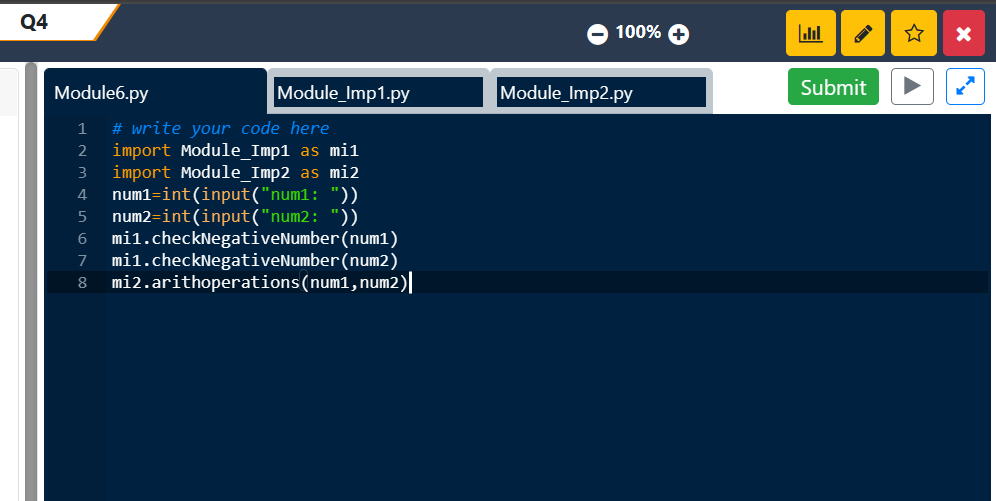 Q4
100%
Module6.py
Module_Imp1.py
Module_Imp2.py
Submit
1 # write your code here
2 import Module_Imp1 as mi1
3 import Module_Imp2 as mi2
4 num1=int(input("num1: "))
5 num2=int(input("num2: "))
6 mi1.checkNegativeNumber(num1)
7 mi1.checkNegativeNumber(num2)
8 mi2.arithoperations(num1,num2)